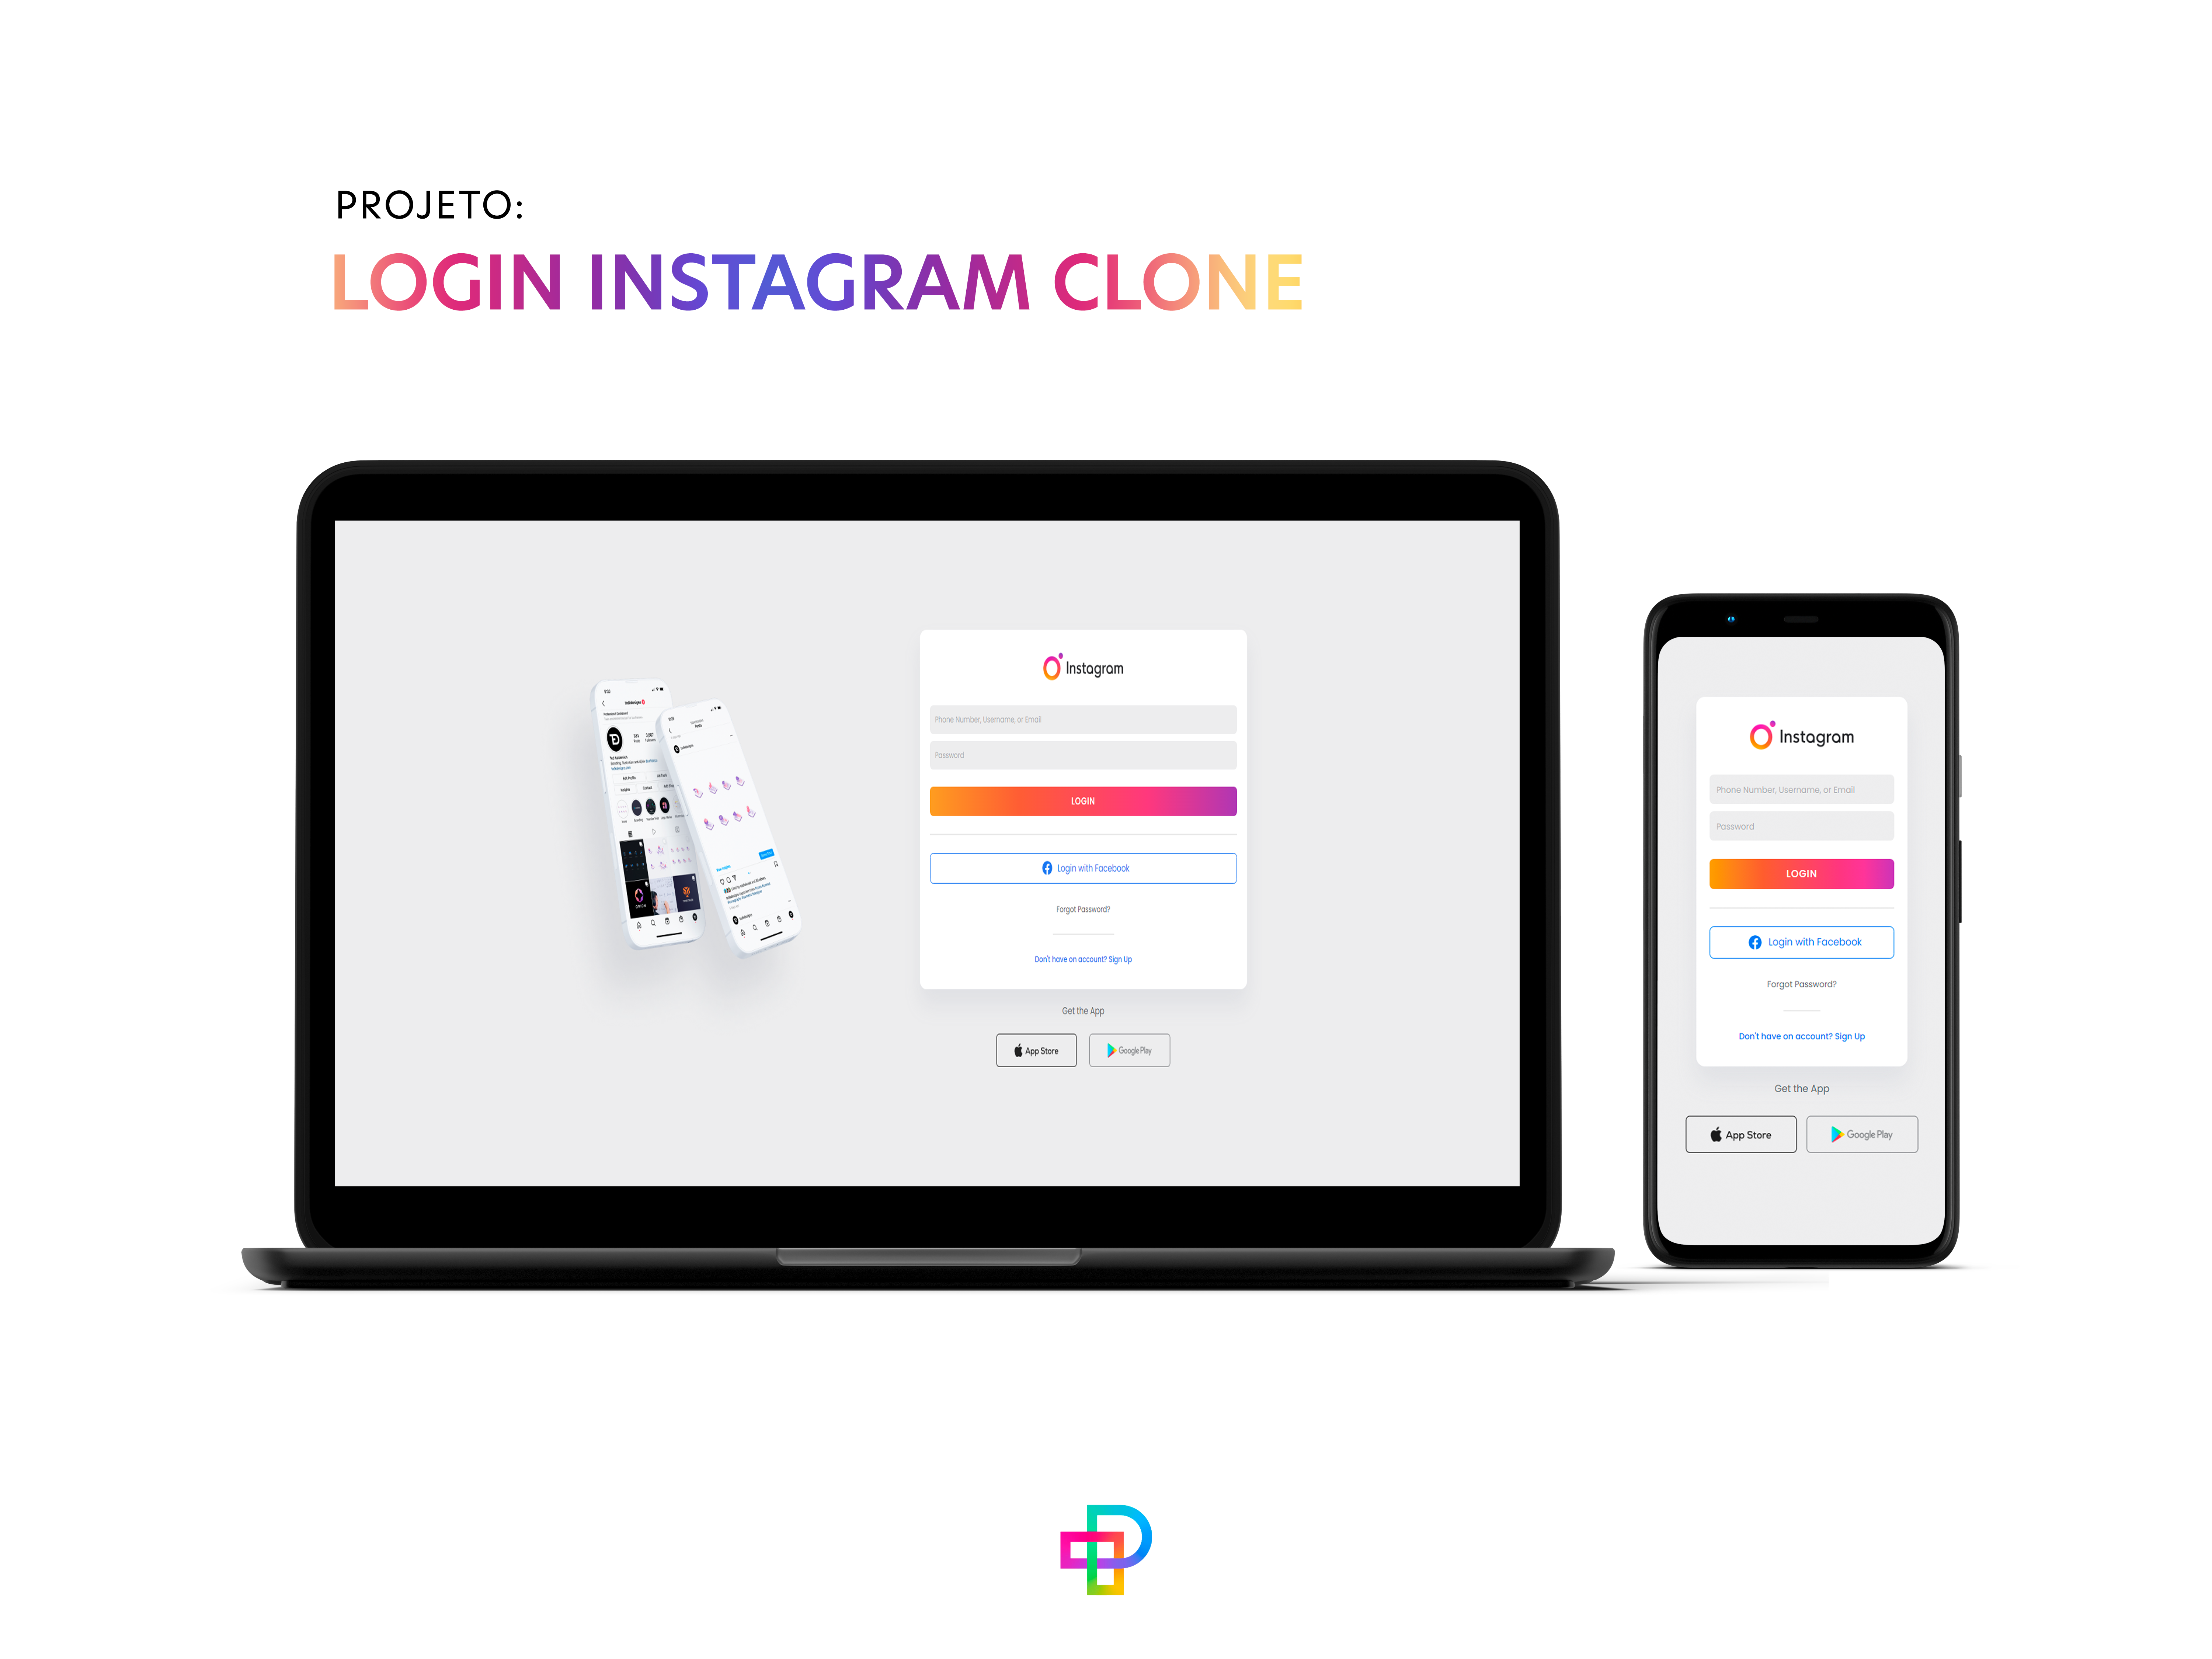 PROJETO:
LOGIN INSTAGRAM CLONE
Instagram
Phone Number, Username, or Email
Password
LOGIN
Login with Facebook
Forgot Password?
Don't have on account? Sign Up
Get the App
App Store
Google Play
Instagram
Phone Number, Username, or Email
Password
LOGIN
Login with Facebook
Forgot Password?
Don't have on account? Sign Up
Get the App
App Store
Google Play